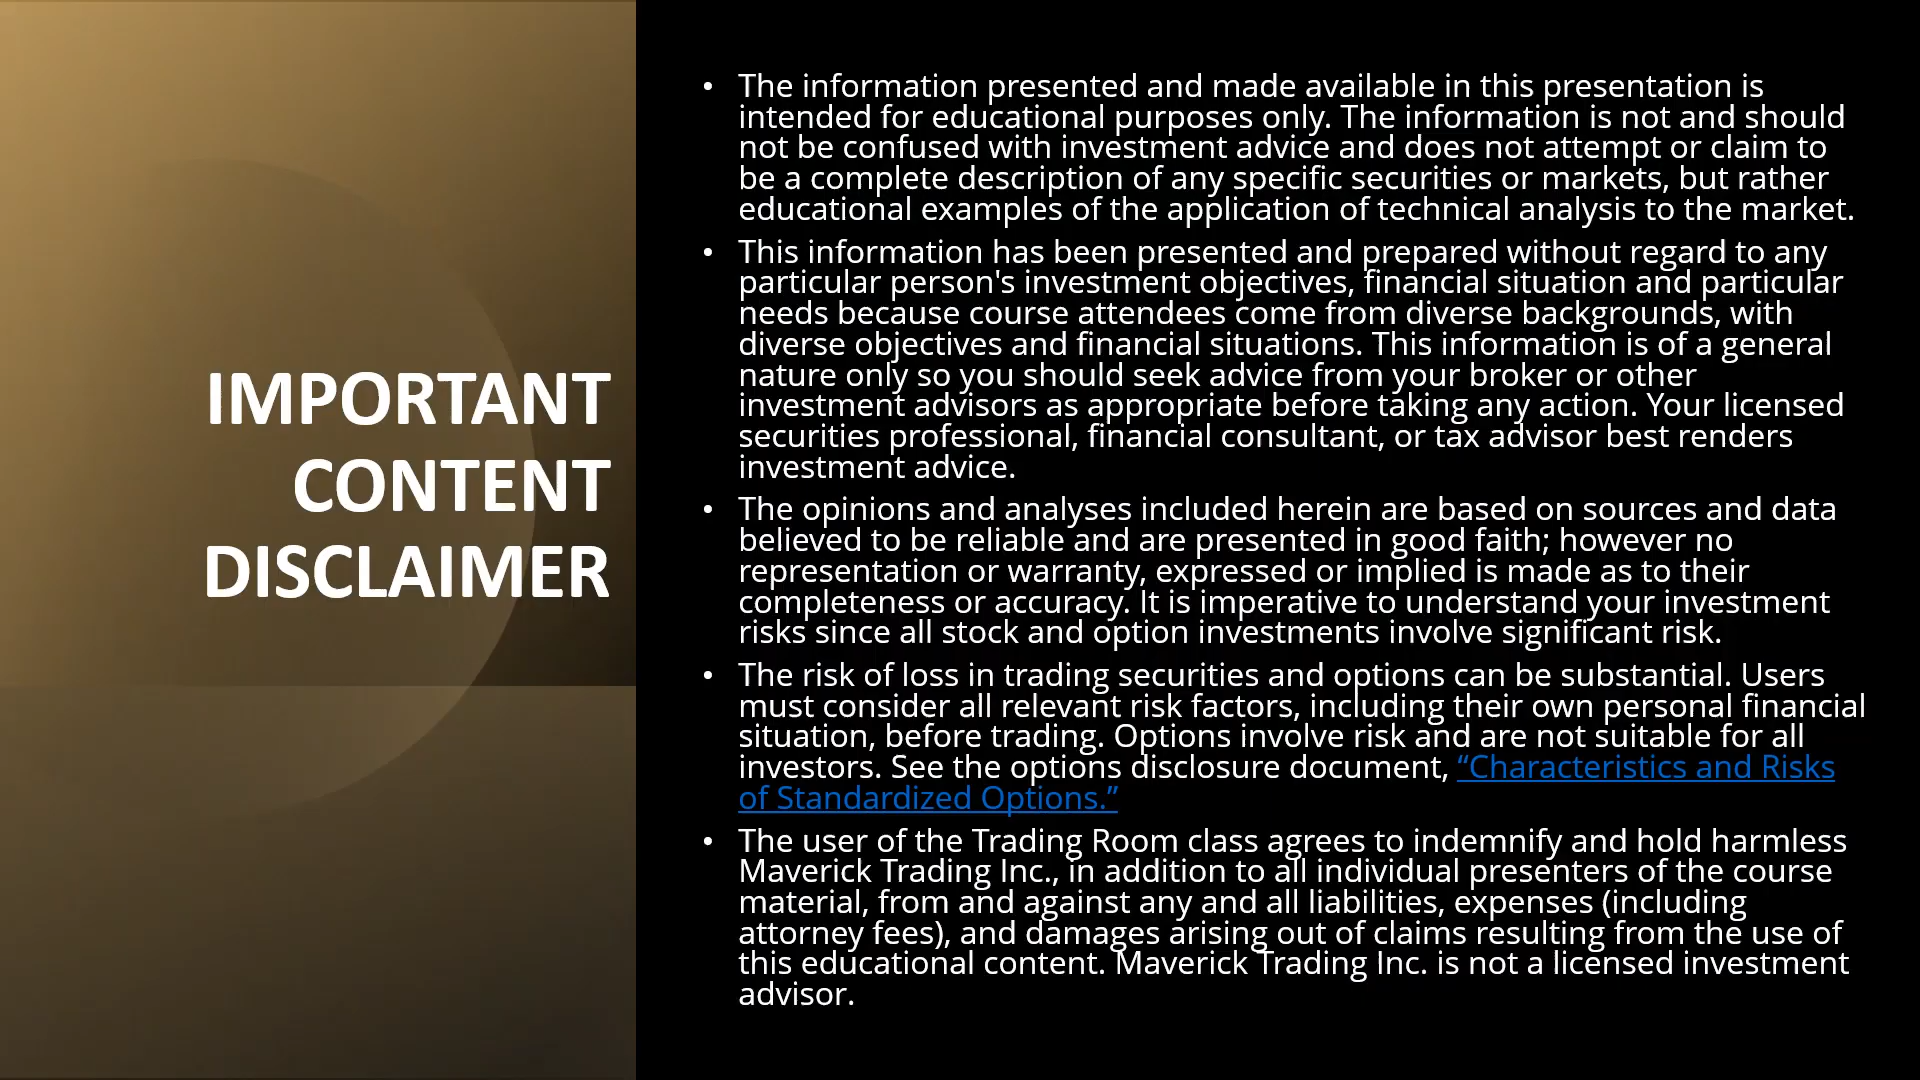 IMPORTANT
CONTENT
DISCLAIMER
• The information presented and made available in this presentation is
intended for educational purposes only. The information is not and should
not be confused with investment advice and does not attempt or claim to
be a complete description of any specific securities or markets, but rather
educational examples of the application of technical analysis to the market.
• This information has been presented and prepared without regard to any
particular person's investment objectives, financial situation and particular
needs because course attendees come from diverse backgrounds, with
diverse objectives and financial situations. This information is of a general
nature only so you should seek advice from your broker or other
investment advisors as appropriate before taking any action. Your licensed
securities professional, financial consultant, or tax advisor best renders
investment advice.
• The opinions and analyses included herein are based on sources and data
believed to be reliable and are presented in good faith; however no
representation or warranty, expressed or implied is made as to their
completeness or accuracy. It is imperative to understand your investment
risks since all stock and option investments involve significant risk.
• The risk of loss in trading securities and options can be substantial. Users
must consider all relevant risk factors, including their own personal financial
situation, before trading. Options involve risk and are not suitable for all
investors. See the options disclosure document, “Characteristics and Risks
of Standardized Options.”
• The user of the Trading Room class agrees to indemnify and hold harmless
Maverick Trading Inc., in addition to all individual presenters of the course
material, from and against any and all liabilities, expenses (including
attorney fees), and damages arising out of claims resulting from the use of
this educational content. Maverick Trading Inc. is not a licensed investment
advisor.